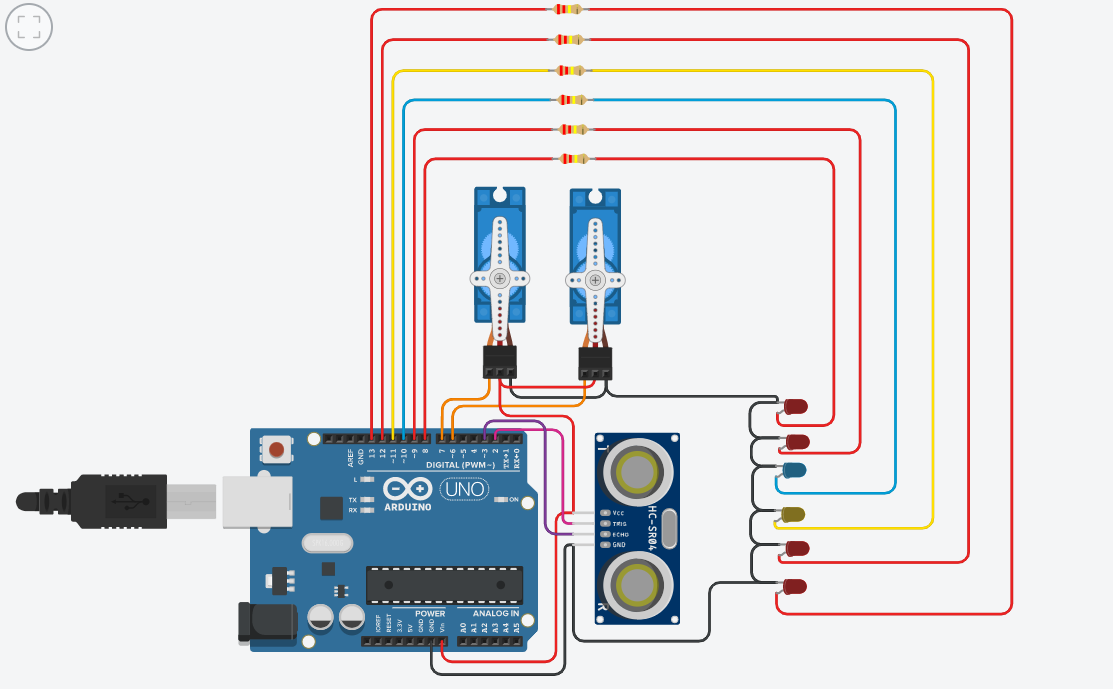 AREF
GND
13
12
~11
~10
~9
8
7
~6
~5
4
~3
2
TX→1
RX←0
DIGITAL (PWM~)
L
TX
RX
ARDUINO
UNO
ON
T
Vcc
TRIG
ECHO
GND
HC-SR04
R
POWER
ANALOG IN
IOREF
RESET
3.3V
5V
GND
GND
Vin
A0
A1
A2
A3
A4
A5